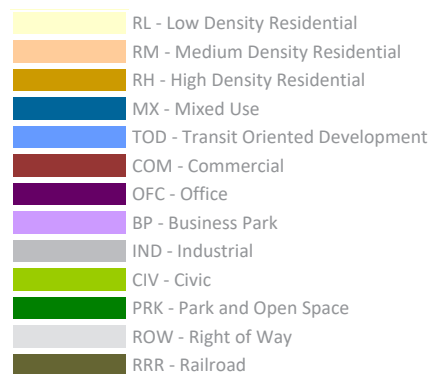 RL - Low Density Residential
RM - Medium Density Residential
RH - High Density Residential
MX - Mixed Use
TOD - Transit Oriented Development
COM - Commercial
OFC - Office
BP - Business Park
IND - Industrial
CIV - Civic
PRK - Park and Open Space
ROW - Right of Way
RRR - Railroad